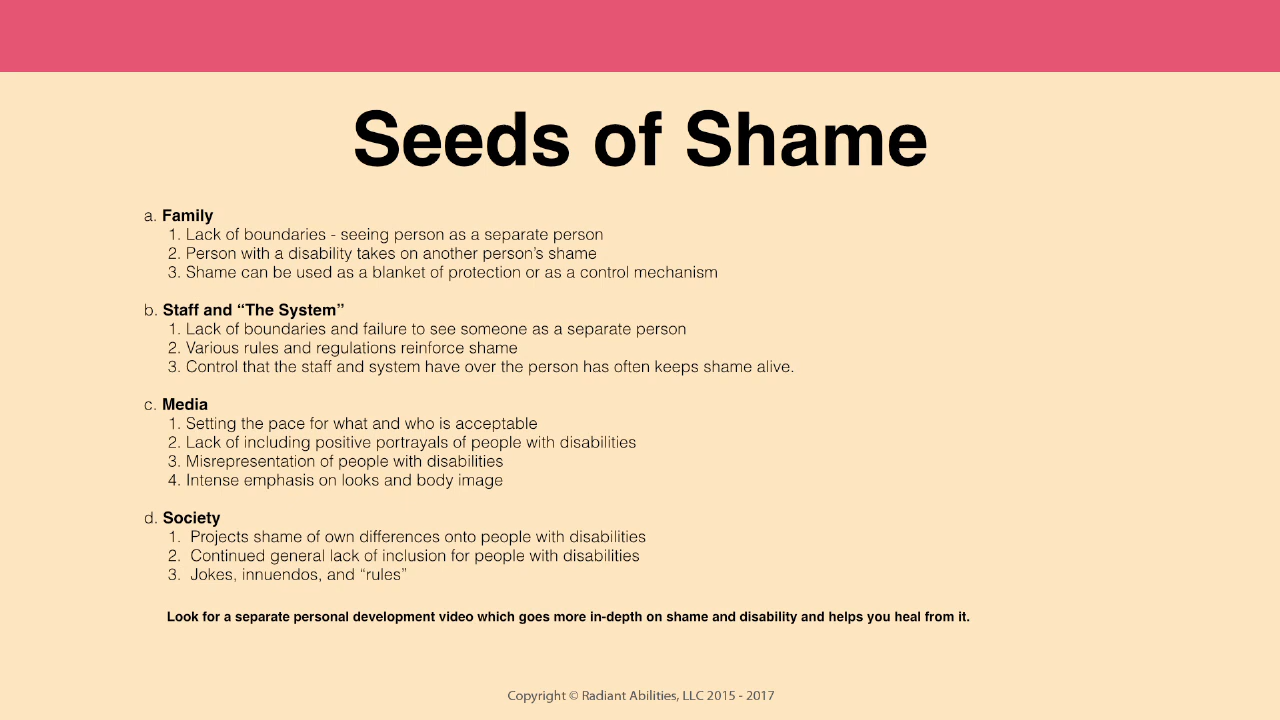 Seeds of Shame
a. Family
1. Lack of boundaries - seeing person as a separate person
2. Person with a disability takes on another person’s shame
3. Shame can be used as a blanket of protection or as a control mechanism
b. Staff and “The System”
1. Lack of boundaries and failure to see someone as a separate person
2. Various rules and regulations reinforce shame
3. Control that the staff and system have over the person has often keeps shame alive.
c. Media
1. Setting the pace for what and who is acceptable
2. Lack of including positive portrayals of people with disabilities
3. Misrepresentation of people with disabilities
4. Intense emphasis on looks and body image
d. Society
1. Projects shame of own differences onto people with disabilities
2. Continued general lack of inclusion for people with disabilities
3. Jokes, innuendos, and “rules”
Look for a separate personal development video which goes more in-depth on shame and disability and helps you heal from it.
Copyright © Radiant Abilities, LLC 2015 - 2017